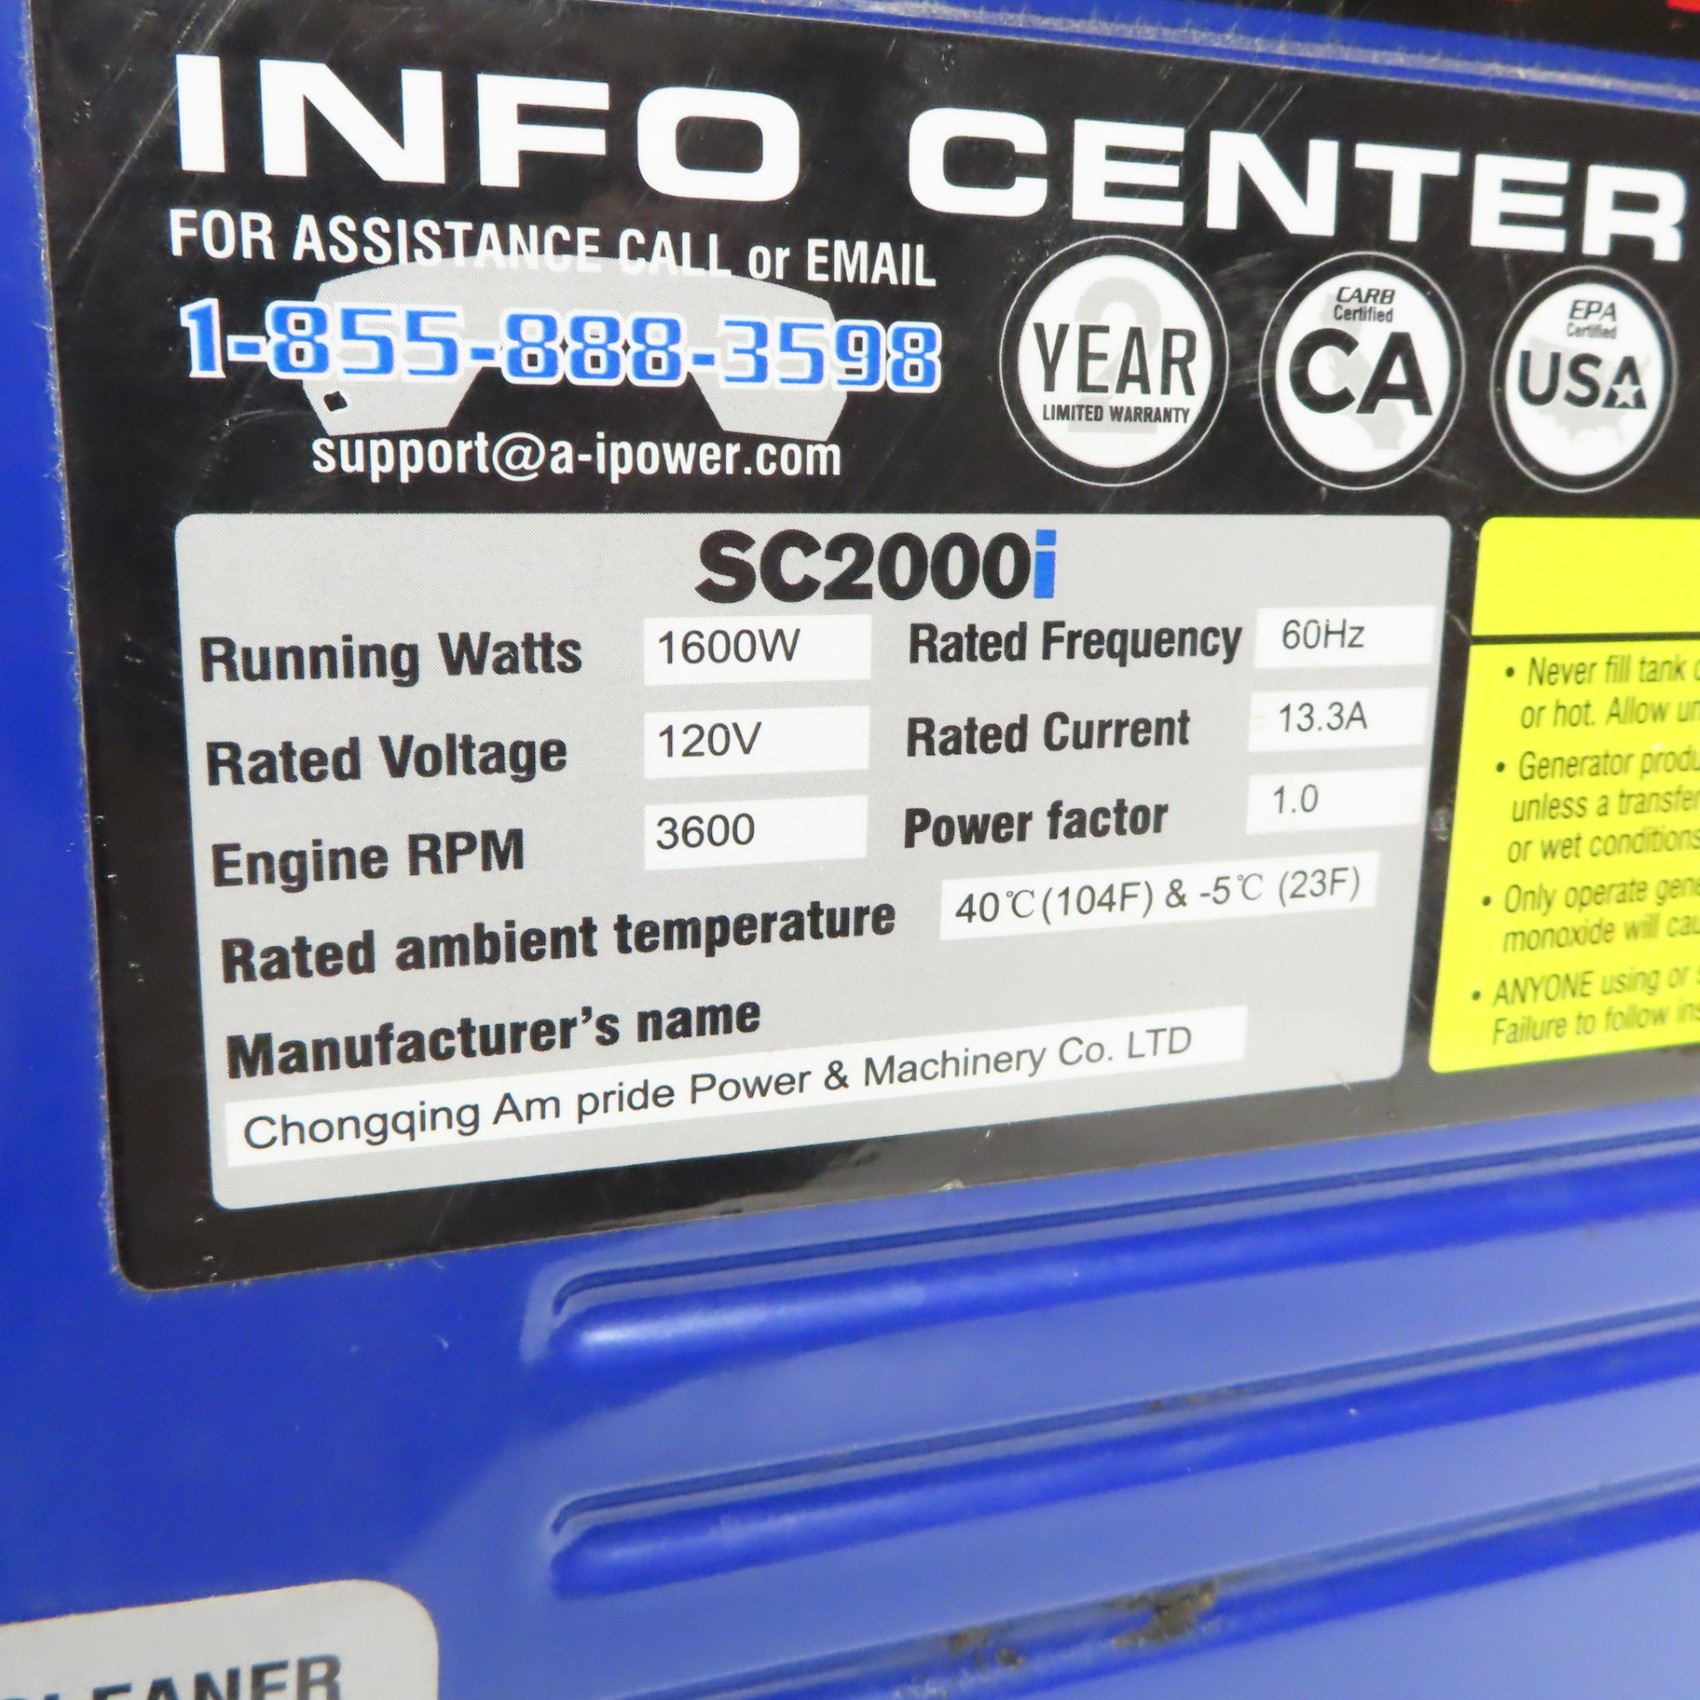 INFO CENTER
FOR ASSISTANCE CALL or EMAIL
1-855-888-3598
support@a-ipower.com
2
YEAR
LIMITED WARRANTY
CARB
Certified
CA
EPA
Certified
USA
SC2000i
Running Watts 1600W Rated Frequency 60Hz
Rated Voltage 120V Rated Current 13.3A
Engine RPM 3600 Power factor 1.0
Rated ambient temperature 40℃(104F) & -5℃ (23F)
Manufacturer's name
Chongqing Am pride Power & Machinery Co. LTD
• Never fill tank
or hot. Allow
• Generator
unless a
or wet conditions
• Only operate
monoxide will
• ANYONE using or
Failure to follow